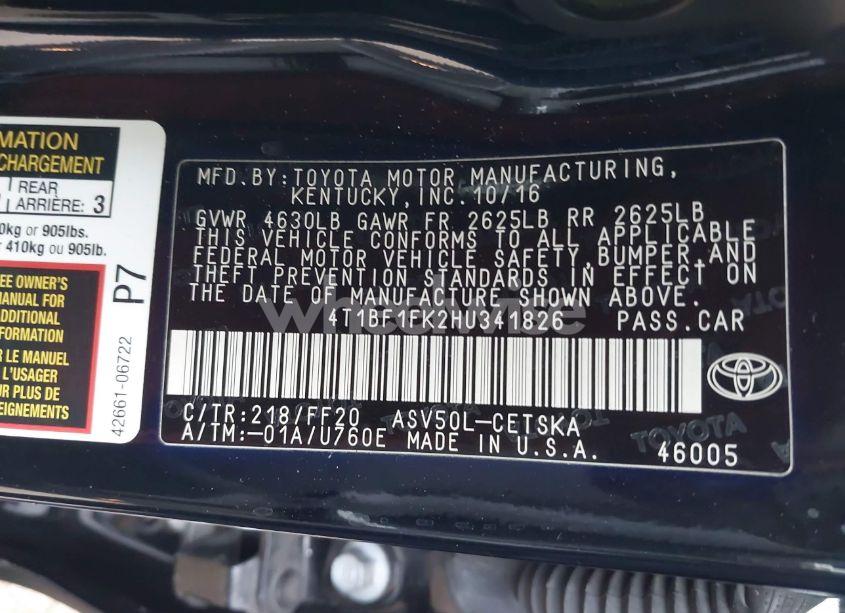 MATION
CHARGEMENT
REAR
ARRIÈRE: 3
kg or 905lbs.
410kg ou 905lb.
EE OWNER'S
MANUAL FOR
ADDITIONAL
FORMATION
R LE MANUEL
L'USAGER
UR PLUS DE
SEIGNEMENTS
P7
42661-06722
MFD.BY:TOYOTA MOTOR MANUFACTURING,
KENTUCKY,INC.10/16
GVWR 4630LB GAWR FR 2625LB RR 2625LB
THIS VEHICLE CONFORMS TO ALL APPLICABLE
FEDERAL MOTOR VEHICLE SAFETY,BUMPER,AND
THEFT PREVENTION STANDARDS IN EFFECT ON
THE DATE OF MANUFACTURE SHOWN ABOVE.
4T1BF1FK2HU341826 PASS.CAR
C/TR:218/FF20 ASV50L-CETSKA
A/TM:-01A/U760E MADE IN U.S.A. 46005
TOYOTA